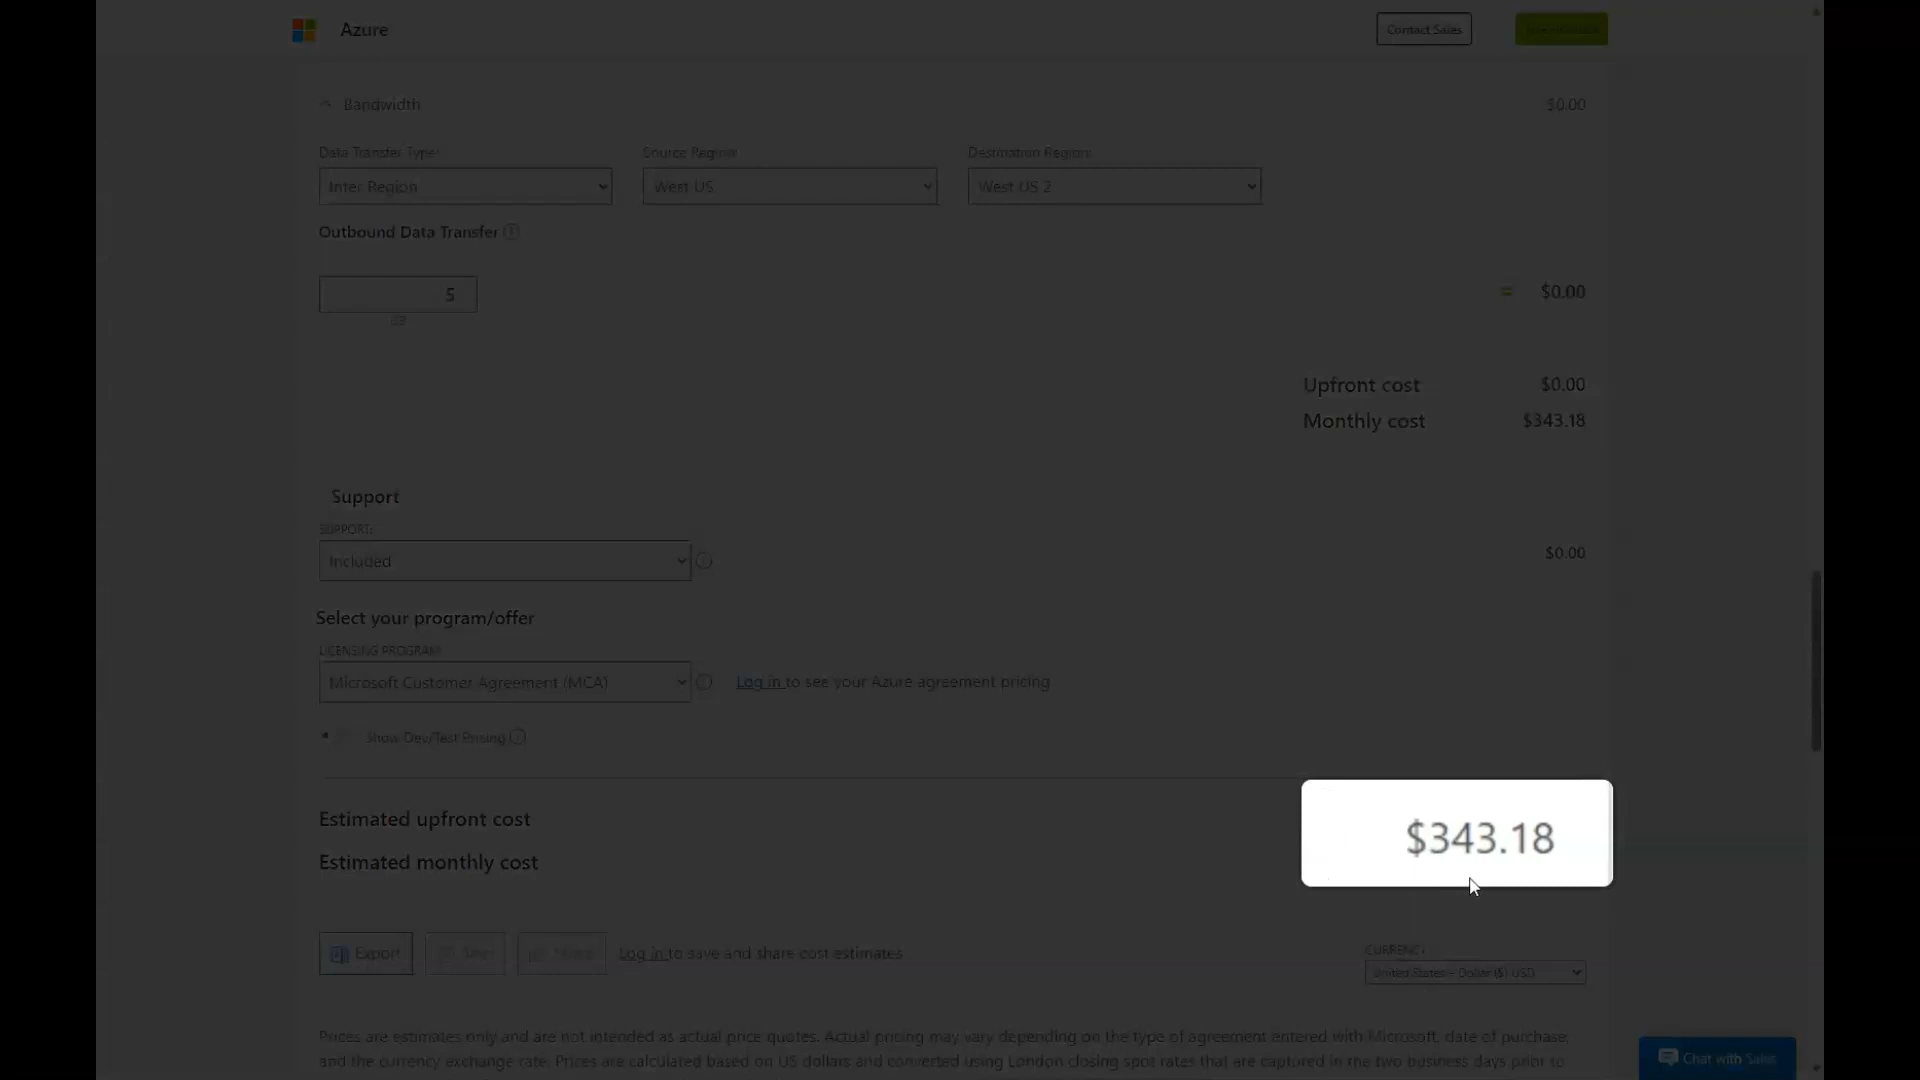 Azure
Contact Sales
Bandwidth
$0.00
Data Transfer Type:
Source Region:
Destination Region:
Inter Region
West US
West US 2
Outbound Data Transfer
5
=
$0.00
GB
Upfront cost
$0.00
Monthly cost
$343.18
Support
SUPPORT:
Included
$0.00
Select your program/offer
LICENSING PROGRAM:
Microsoft Customer Agreement (MCA)
Log in to see your Azure agreement pricing
Show Dev/Test Pricing
Estimated upfront cost
$343.18
Estimated monthly cost
Export
Save
Share
Log in to save and share cost estimates.
CURRENCY:
United States – Dollar ($) USD
Prices are estimates only and are not intended as actual price quotes. Actual pricing may vary depending on the type of agreement entered with Microsoft, date of purchase,
and the currency exchange rate. Prices are calculated based on US dollars and converted using London closing spot rates that are captured in the two business days prior to
Chat with Sales